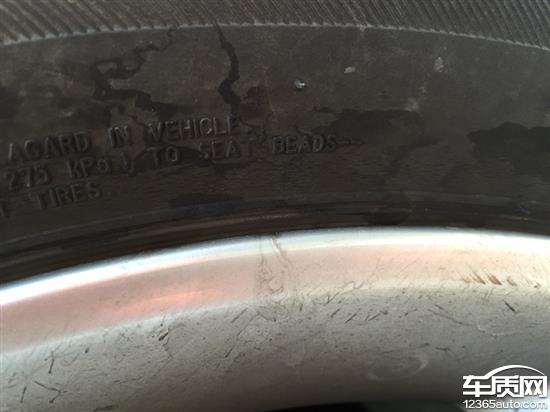 ACARD IN VEHICLE
275 KPa) TO SEAT BEADS
TIRES
车质网
12365auto.com